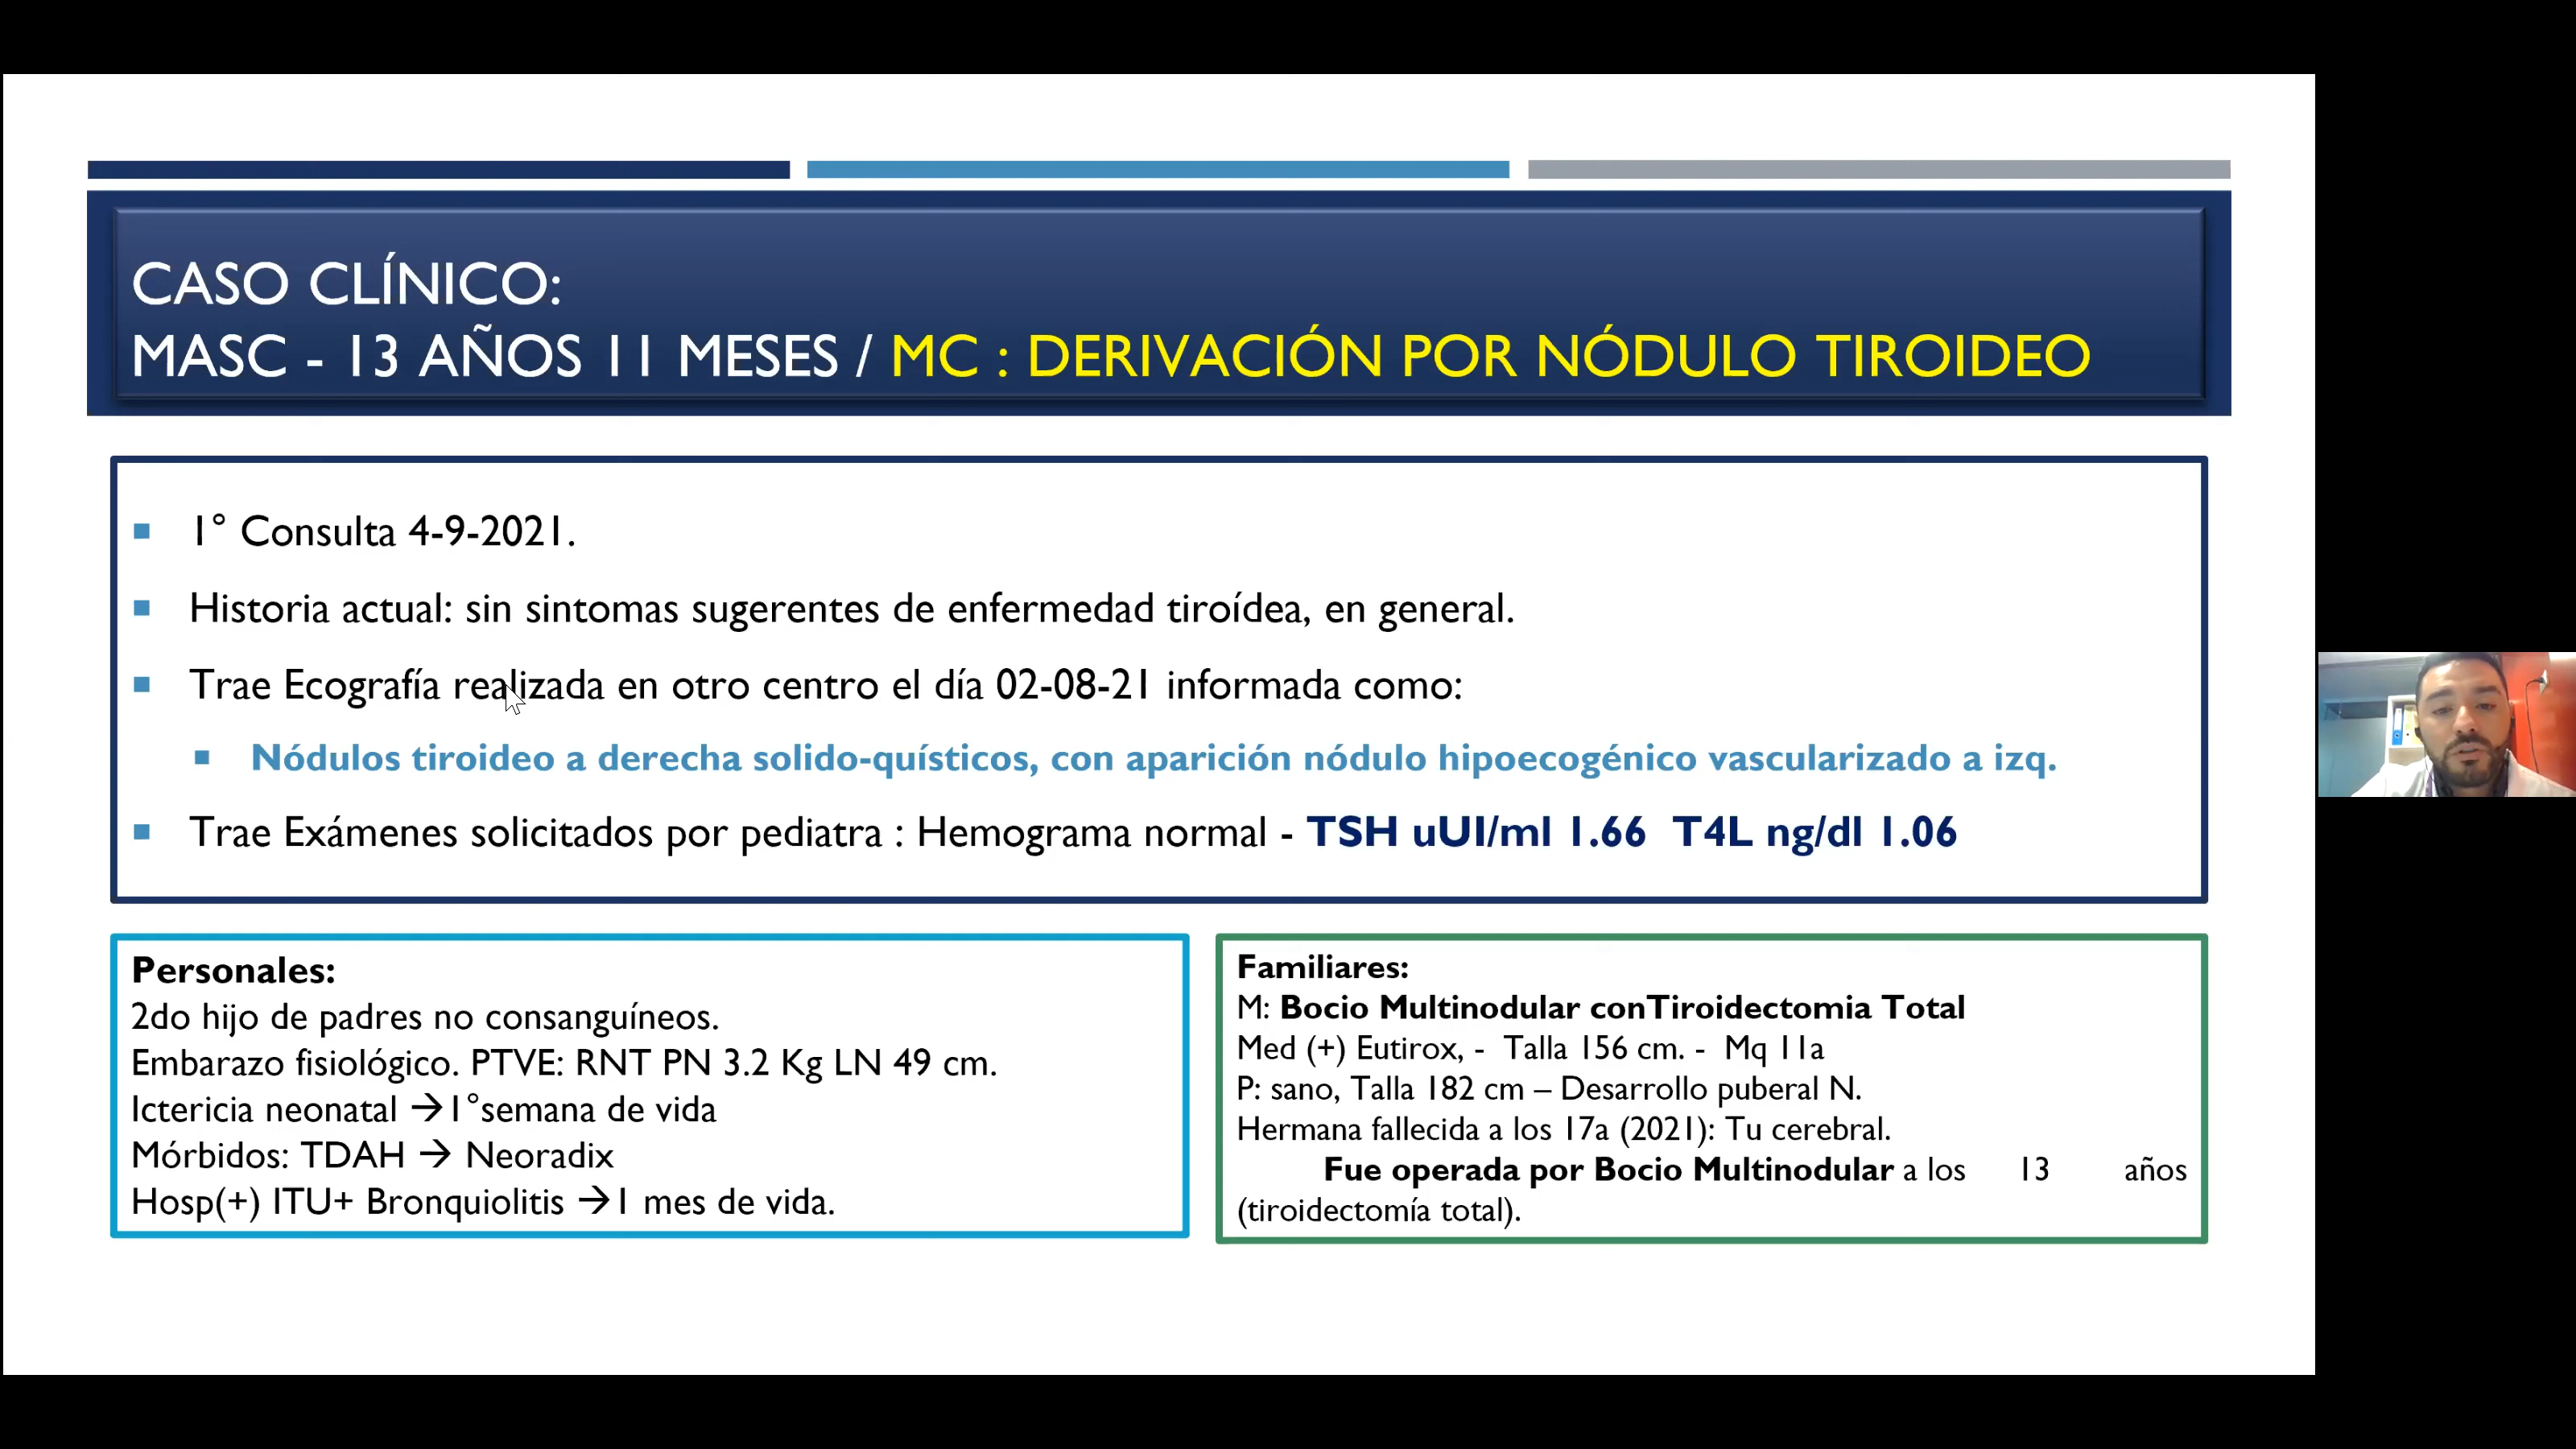 CASO CLÍNICO:
MASC - 13 AÑOS 11 MESES / MC : DERIVACIÓN POR NÓDULO TIROIDEO
1° Consulta 4-9-2021.
Historia actual: sin sintomas sugerentes de enfermedad tiroídea, en general.
Trae Ecografía realizada en otro centro el día 02-08-21 informada como:
Nódulos tiroideo a derecha solido-quísticos, con aparición nódulo hipoecogénico vascularizado a izq.
Trae Exámenes solicitados por pediatra : Hemograma normal - TSH uUI/ml 1.66 T4L ng/dl 1.06
Personales:
2do hijo de padres no consanguíneos.
Embarazo fisiológico. PTVE: RNT PN 3.2 Kg LN 49 cm.
Ictericia neonatal →1°semana de vida
Mórbidos: TDAH → Neoradix
Hosp(+) ITU+ Bronquiolitis →1 mes de vida.
Familiares:
M: Bocio Multinodular conTiroidectomia Total
Med (+) Eutirox, - Talla 156 cm. - Mq 11a
P: sano, Talla 182 cm – Desarrollo puberal N.
Hermana fallecida a los 17a (2021): Tu cerebral.
Fue operada por Bocio Multinodular a los 13 años
(tiroidectomía total).